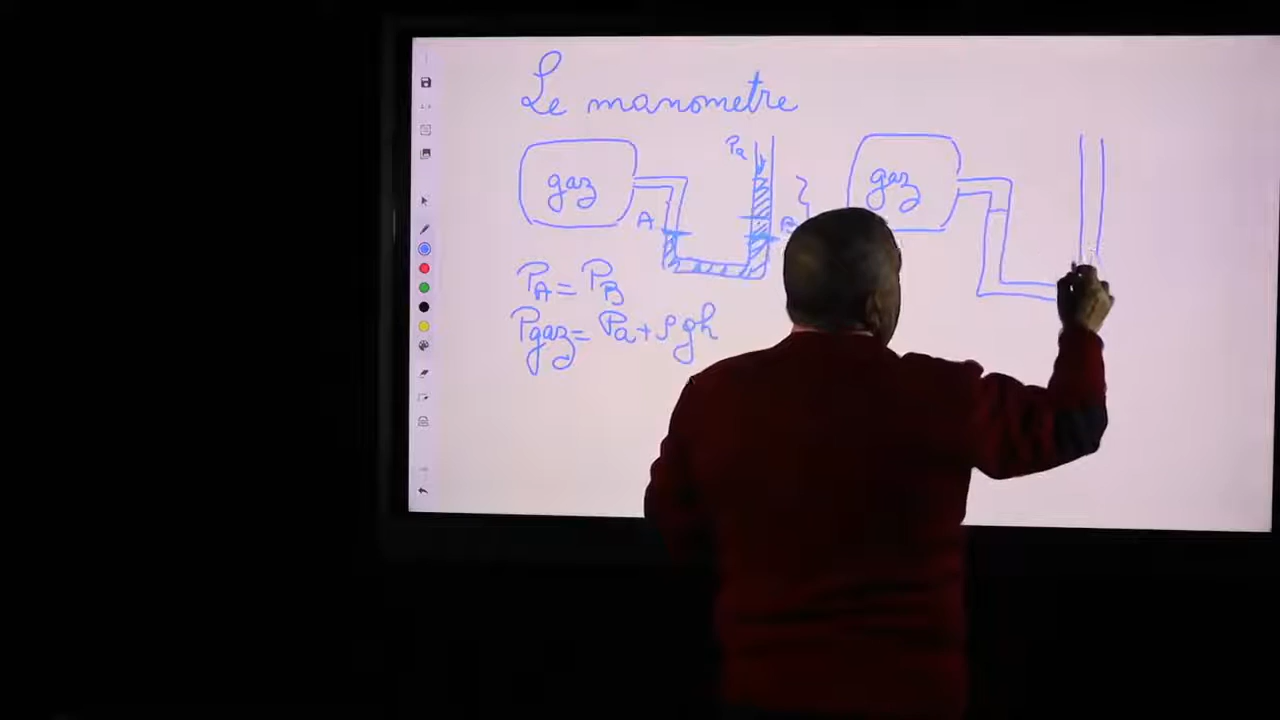 Le manometre
gaz
Pa
gaz
A
B
PA = PB
Pgaz = Pa + ρgh